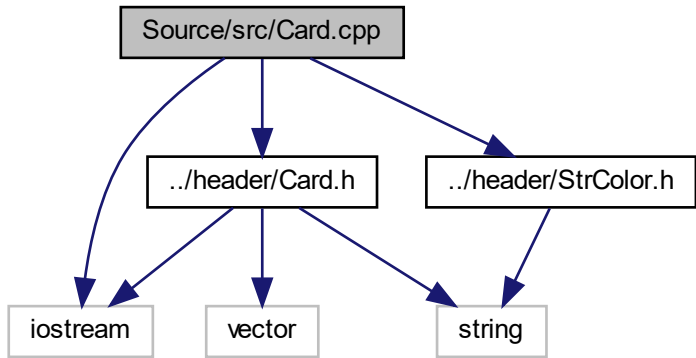 Source/src/Card.cpp
../header/Card.h
../header/StrColor.h
iostream
vector
string